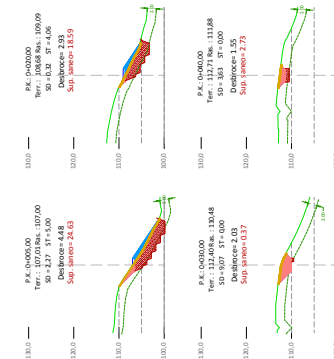 P.K.: 0+020,00
Terr.: 108,68 Ras.: 109,09
SD = 0,32 ST = 4,06
Desbroce= 2.93
Sup. saneo= 18.59
130,0
120,0
110,0
100,0
P.K.: 0+040,00
Terr. : 112,71 Ras. : 111,88
SD = 3,63 ST = 0,00
Desbroce= 1.55
Sup. saneo= 2.73
130,0
120,0
110,0
P.K.: 0+005,00
Terr. : 107,01 Ras. :107,00
SD = 2,27 ST = 5,00
Desbroce= 4.48
Sup. saneo= 24.63
130,0
120,0
110,0
100,0
P.K.: 0+030,00
Terr. : 112,40 Ras. : 110,48
SD = 9,07 ST = 0,00
Desbroce= 2.03
Sup. saneo= 0.37
130,0
120,0
110,0